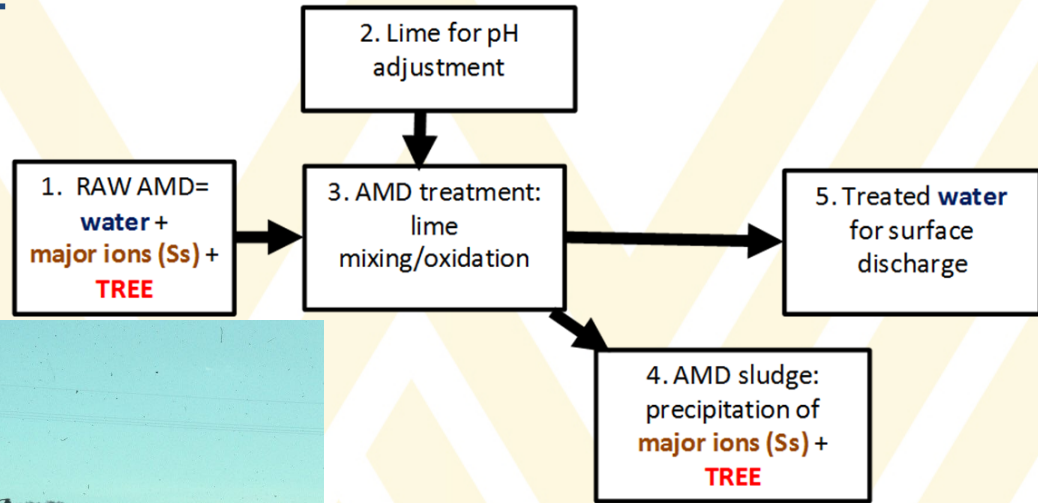 2. Lime for pH
adjustment
1. RAW AMD=
water +
major ions (Ss) +
TREE
3. AMD treatment:
lime
mixing/oxidation
5. Treated water
for surface
discharge
4. AMD sludge:
precipitation of
major ions (Ss) +
TREE